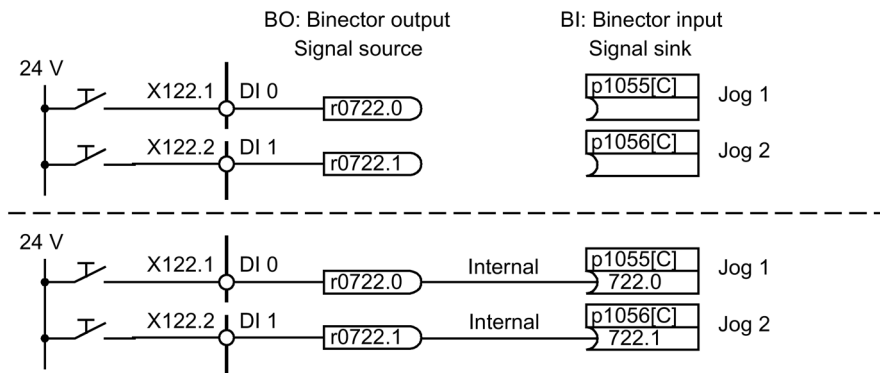 BO: Binector output BI: Binector input
Signal source Signal sink
24 V
X122.1 DI 0 r0722.0 p1055[C] Jog 1
X122.2 DI 1 r0722.1 p1056[C] Jog 2
24 V
X122.1 DI 0 r0722.0 Internal p1055[C] 722.0 Jog 1
X122.2 DI 1 r0722.1 Internal p1056[C] 722.1 Jog 2